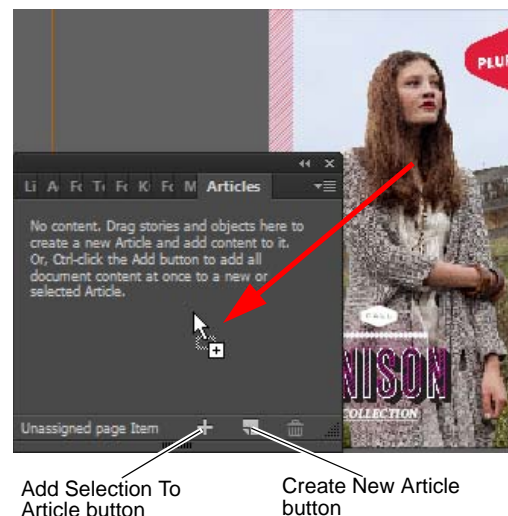 PLU
Li A Fc T Fc K Fc M Articles
No content. Drag stories and objects here to
create a new Article and add content to it.
Or, Ctrl-click the Add button to add all
document content at once to a new or
selected Article.
FALL
NISON
COLLECTION
Unassigned page Item
Add Selection To
Article button
Create New Article
button